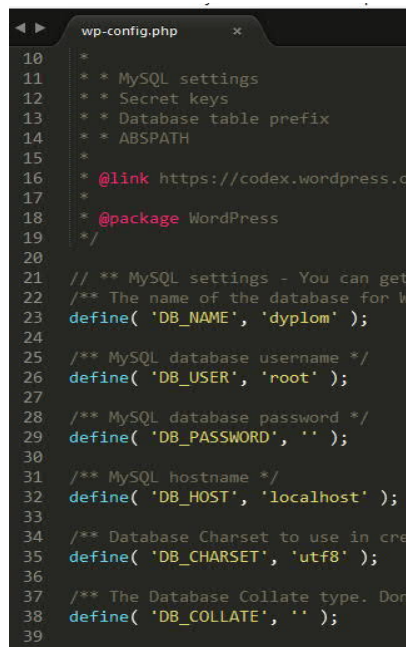 wp-config.php ×
10 *
11 * * MySQL settings
12 * * Secret keys
13 * * Database table prefix
14 * * ABSPATH
15 *
16 * @link https://codex.wordpress.
17 *
18 * @package WordPress
19 */
20
21 // ** MySQL settings - You can get
22 /** The name of the database for
23 define( 'DB_NAME', 'dyplom' );
24
25 /** MySQL database username */
26 define( 'DB_USER', 'root' );
27
28 /** MySQL database password */
29 define( 'DB_PASSWORD', '' );
30
31 /** MySQL hostname */
32 define( 'DB_HOST', 'localhost' );
33
34 /** Database Charset to use in cre
35 define( 'DB_CHARSET', 'utf8' );
36
37 /** The Database Collate type. Don
38 define( 'DB_COLLATE', '' );
39